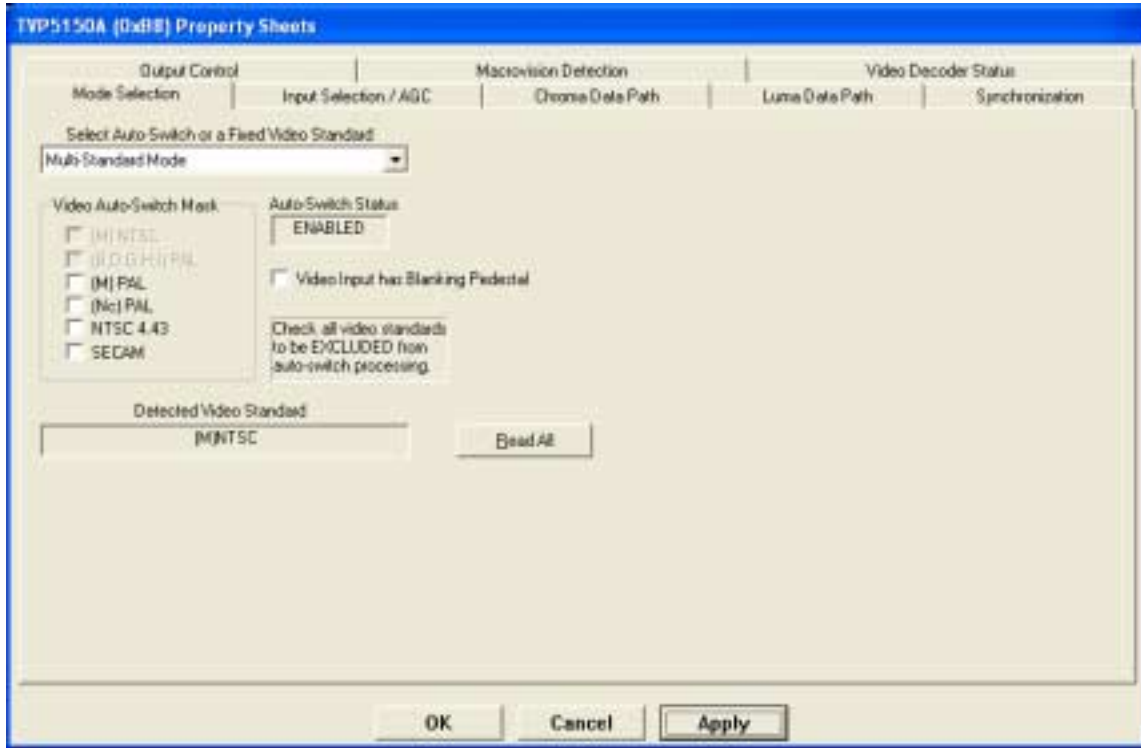 TVP5150A (0xB8) Property Sheets
Output Control Macrovision Detection Video Decoder Status
Mode Selection Input Selection / AGC Chroma Data Path Luma Data Path Synchronization
Select Auto Switch or a Fixed Video Standard
Multi-Standard Mode
Video Auto-Switch Mask
(M)NTSC
(B,D,G,H,I) PAL
(M) PAL
(Nc) PAL
NTSC 4.43
SECAM
Auto-Switch Status
ENABLED
Video Input has Blanking Pedestal
Check all video standards
to be EXCLUDED from
auto-switch processing.
Detected Video Standard
(M)NTSC
Read All
OK Cancel Apply